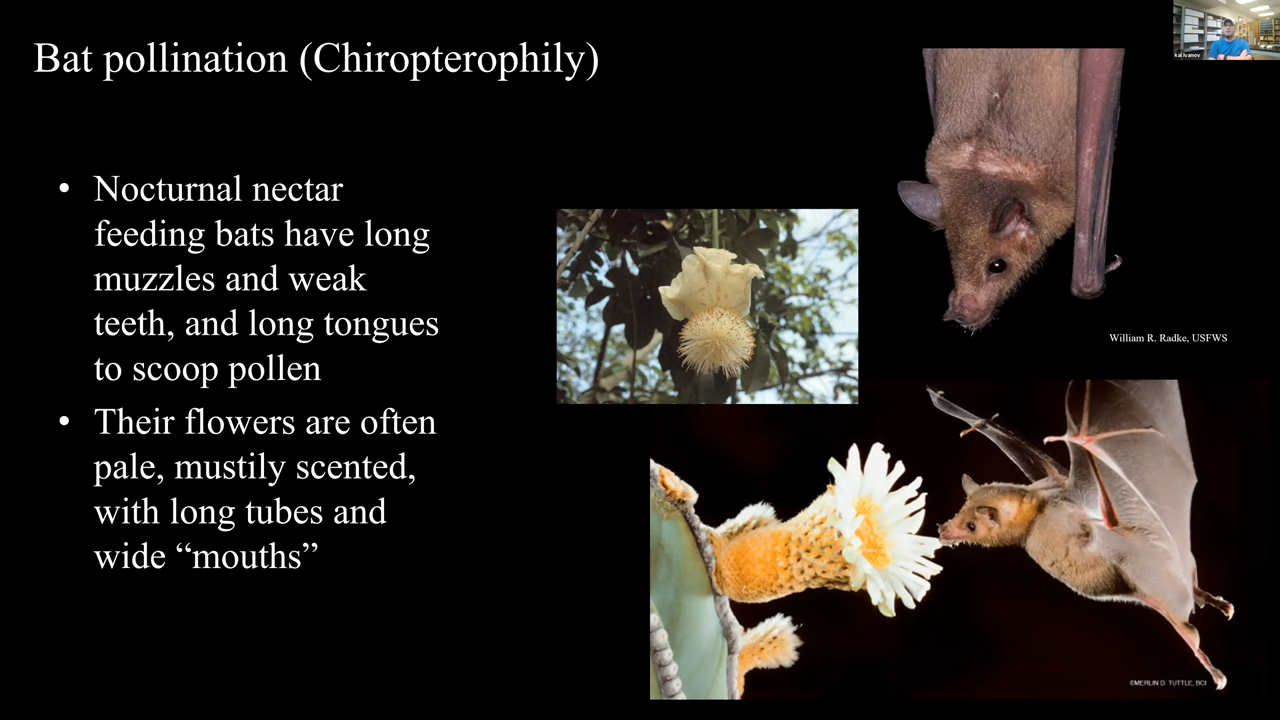 Bat pollination (Chiropterophily)
• Nocturnal nectar
feeding bats have long
muzzles and weak
teeth, and long tongues
to scoop pollen
• Their flowers are often
pale, mustily scented,
with long tubes and
wide “mouths”
William R. Radke, USFWS
©MERLIN D. TUTTLE, BCI